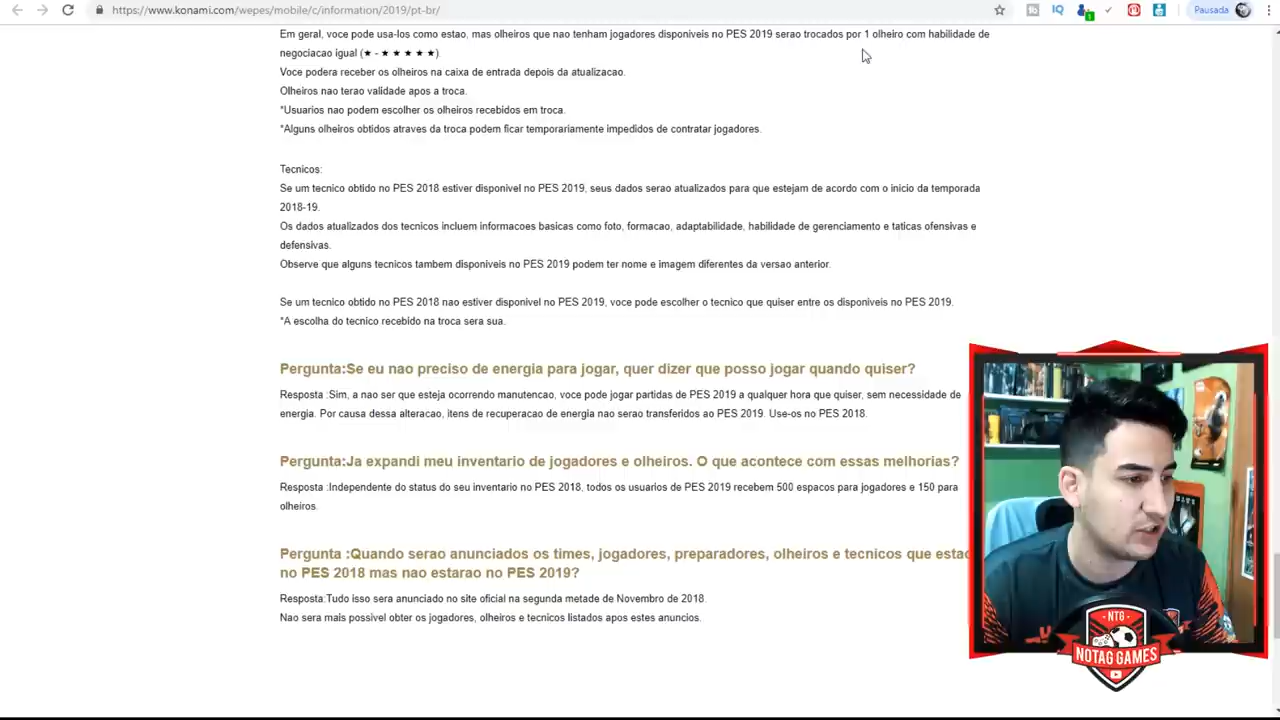 https://www.konami.com/wepes/mobile/c/information/2019/pt-br/
IQ
1
Pausada
Em geral, voce pode usa-los como estao, mas olheiros que nao tenham jogadores disponiveis no PES 2019 serao trocados por 1 olheiro com habilidade de
negociacao igual (★ - ★ ★ ★ ★ ★).
Voce podera receber os olheiros na caixa de entrada depois da atualizacao.
Olheiros nao terao validade apos a troca.
*Usuarios nao podem escolher os olheiros recebidos em troca.
*Alguns olheiros obtidos atraves da troca podem ficar temporariamente impedidos de contratar jogadores.
Tecnicos:
Se um tecnico obtido no PES 2018 estiver disponivel no PES 2019, seus dados serao atualizados para que estejam de acordo com o inicio da temporada
2018-19.
Os dados atualizados dos tecnicos incluem informacoes basicas como foto, formacao, adaptabilidade, habilidade de gerenciamento e taticas ofensivas e
defensivas.
Observe que alguns tecnicos tambem disponiveis no PES 2019 podem ter nome e imagem diferentes da versao anterior.
Se um tecnico obtido no PES 2018 nao estiver disponivel no PES 2019, voce pode escolher o tecnico que quiser entre os disponiveis no PES 2019.
*A escolha do tecnico recebido na troca sera sua.
Pergunta:Se eu nao preciso de energia para jogar, quer dizer que posso jogar quando quiser?
Resposta :Sim, a nao ser que esteja ocorrendo manutencao, voce pode jogar partidas de PES 2019 a qualquer hora que quiser, sem necessidade de
energia. Por causa dessa alteracao, itens de recuperacao de energia nao serao transferidos ao PES 2019. Use-os no PES 2018.
Pergunta:Ja expandi meu inventario de jogadores e olheiros. O que acontece com essas melhorias?
Resposta :Independente do status do seu inventario no PES 2018, todos os usuarios de PES 2019 recebem 500 espacos para jogadores e 150 para
olheiros.
Pergunta :Quando serao anunciados os times, jogadores, preparadores, olheiros e tecnicos que
no PES 2018 mas nao estarao no PES 2019?
Resposta:Tudo isso sera anunciado no site oficial na segunda metade de Novembro de 2018.
Nao sera mais possivel obter os jogadores, olheiros e tecnicos listados apos estes anuncios.
NTG
NOTAG GAMES